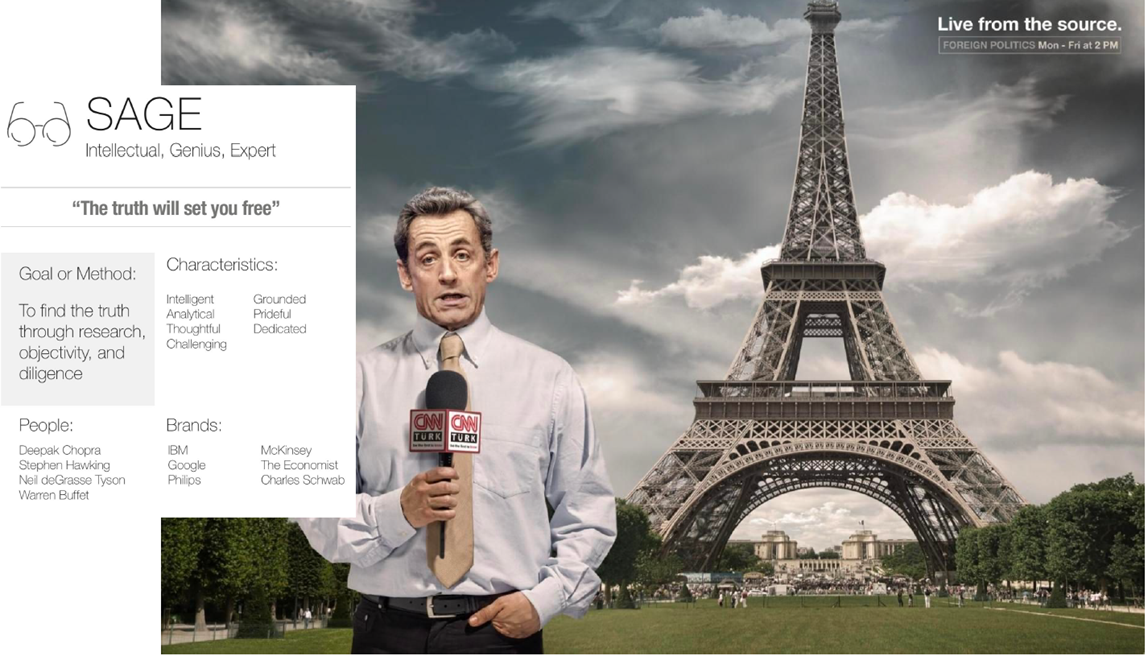 Live from the source.
FOREIGN POLITICS Mon - Fri at 2 PM
SAGE
Intellectual, Genius, Expert
“The truth will set you free”
Goal or Method:
To find the truth
through research,
objectivity, and
diligence
Characteristics:
Intelligent
Analytical
Thoughtful
Challenging
Grounded
Prideful
Dedicated
People:
Deepak Chopra
Stephen Hawking
Neil deGrasse Tyson
Warren Buffet
Brands:
IBM
Google
Philips
McKinsey
The Economist
Charles Schwab
CNN
TURK
CNN
TURK